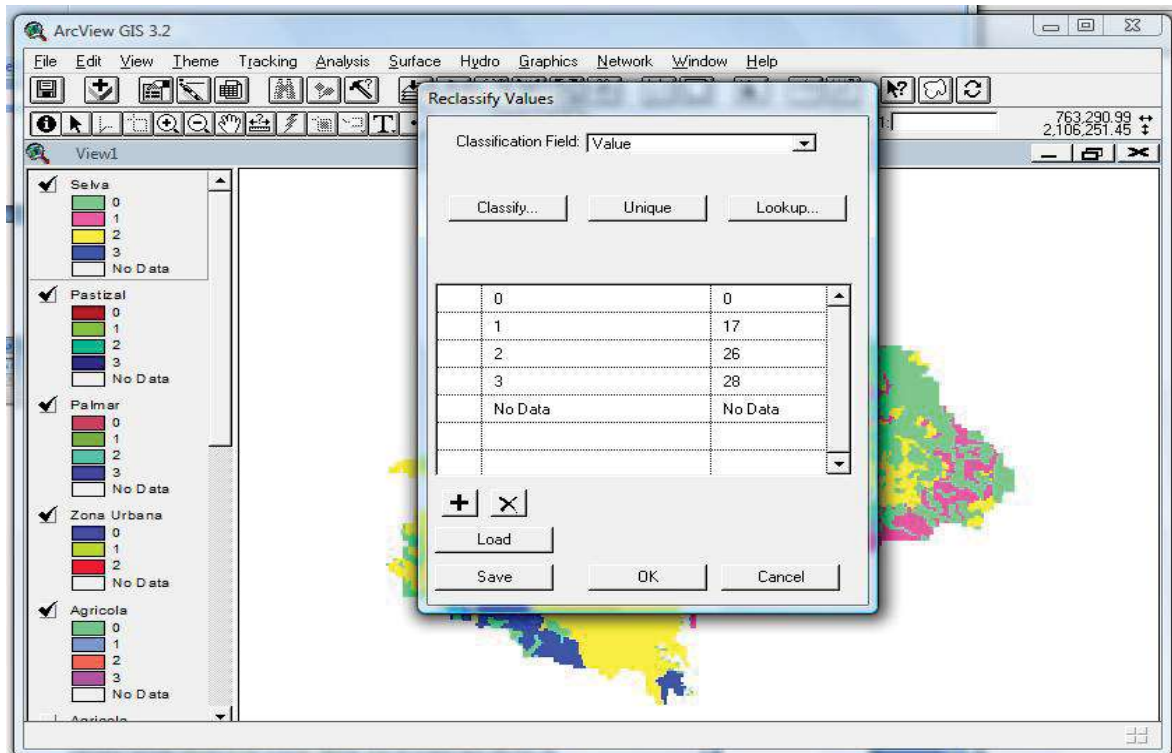 ArcView GIS 3.2
File Edit View Theme Tracking Analysis Surface Hydro Graphics Network Window Help
763,290.99
2,106,251.45
View1
Selva
0
1
2
3
No Data
Pastizal
0
1
2
3
No Data
Palmar
0
1
2
3
No Data
Zona Urbana
0
1
2
No Data
Agricola
0
1
2
3
No Data
Reclassify Values
Classification Field: Value
Classify... Unique Lookup...
0 0
1 17
2 26
3 28
No Data No Data
Load
Save OK Cancel